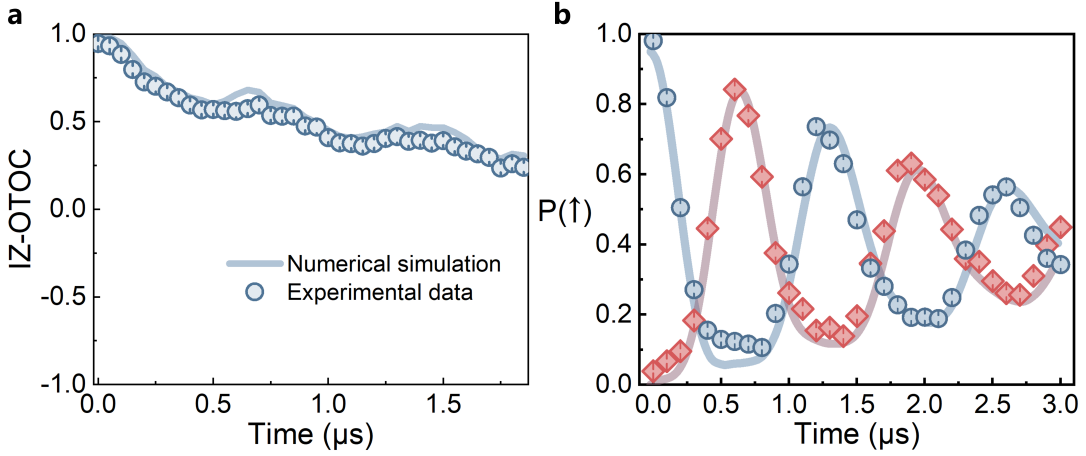 a
1.0
0.5
0.0
-0.5
-1.0
IZ-OTOC
Numerical simulation
Experimental data
0.0 0.5 1.0 1.5
Time (μs)
b
1.0
0.8
0.6
0.4
0.2
0.0
P(↑)
0.0 0.5 1.0 1.5 2.0 2.5 3.0
Time (μs)